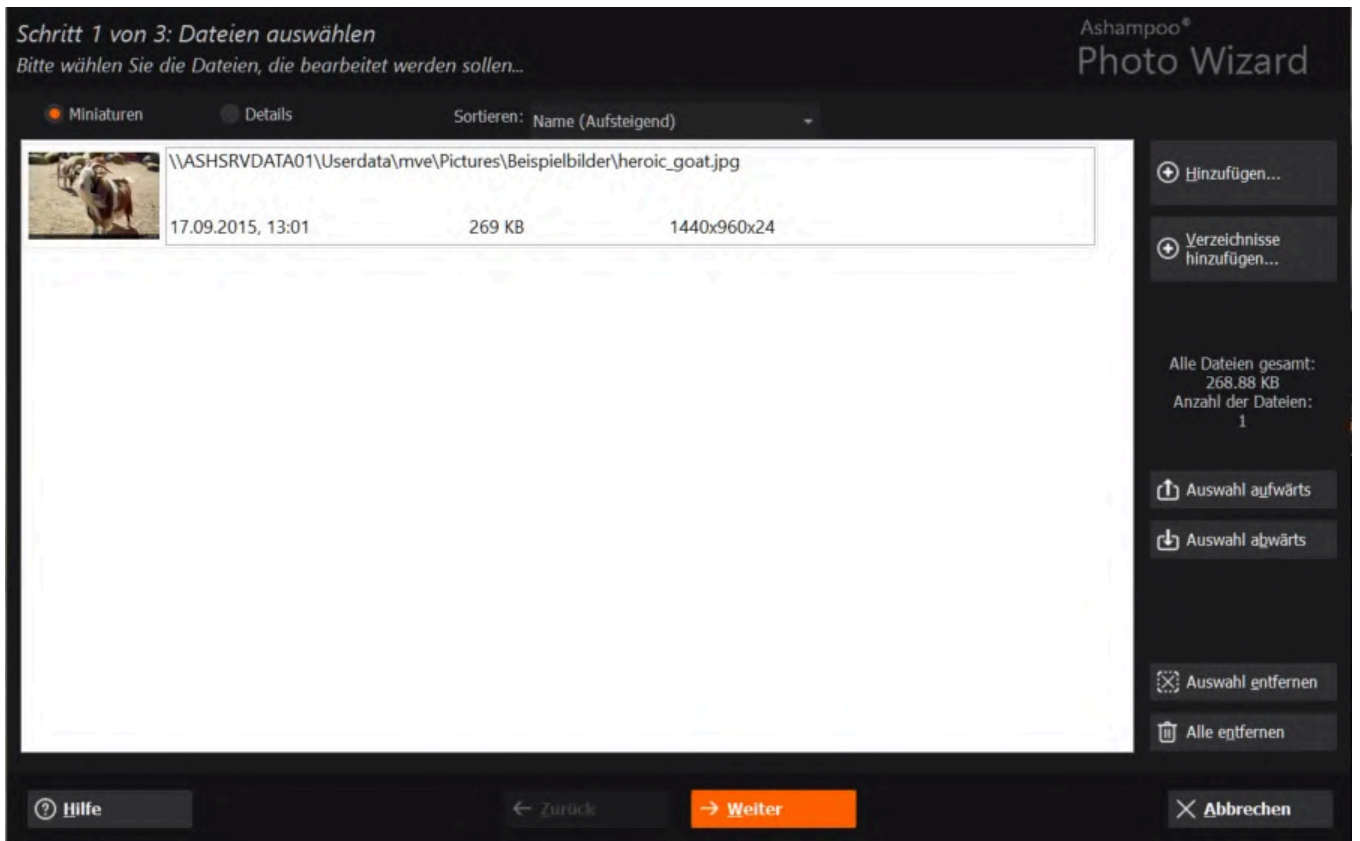 Schritt 1 von 3: Dateien auswählen
Bitte wählen Sie die Dateien, die bearbeitet werden sollen...
Ashampoo®
Photo Wizard
Miniaturen
Details
Sortieren:
Name (Aufsteigend)
\\ASHSRVDATA01\Userdata\mve\Pictures\Beispielbilder\heroic_goat.jpg
17.09.2015, 13:01
269 KB
1440x960x24
Hinzufügen...
Verzeichnisse
hinzufügen...
Alle Dateien gesamt:
268.88 KB
Anzahl der Dateien:
1
Auswahl aufwärts
Auswahl abwärts
Auswahl entfernen
Alle entfernen
Hilfe
Zurück
Weiter
Abbrechen